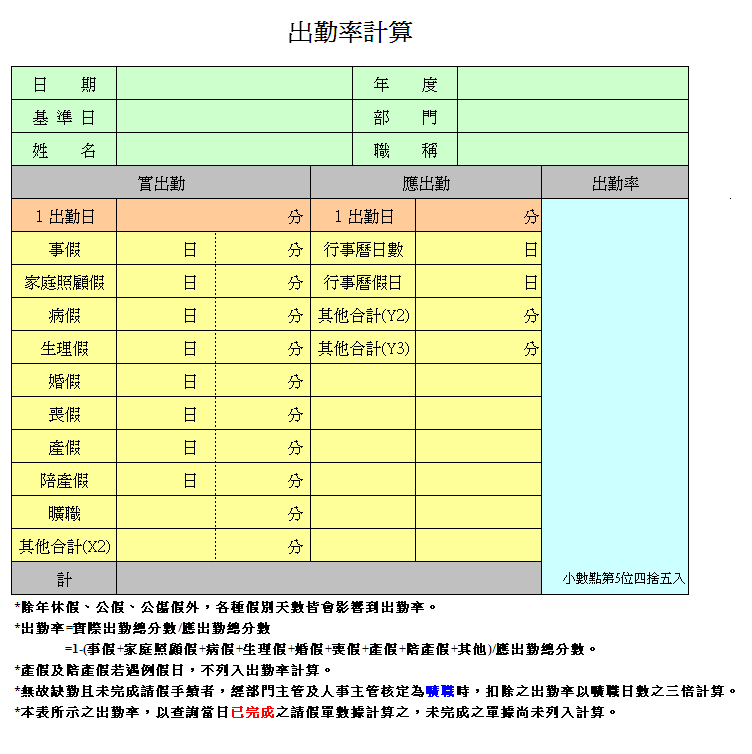 出勤率計算
日 期 年 度
基 準 日 部 門
姓 名 職 稱
實出勤 應出勤 出勤率
1 出勤日 分 1 出勤日 分
事假 日 分 行事曆日數 日
家庭照顧假 日 分 行事曆假日 日
病假 日 分 其他合計(Y2) 分
生理假 日 分 其他合計(Y3) 分
婚假 日 分
喪假 日 分
產假 日 分
陪產假 日 分
曠職 分
其他合計(X2) 分
計 小數點第5位四捨五入
*除年休假、公假、公傷假外，各種假別天數皆會影響到出勤率。
*出勤率=實際出勤總分數/應出勤總分數
=1-(事假+家庭照顧假+病假+生理假+婚假+喪假+產假+陪產假+其他)/應出勤總分數。
*產假及陪產假若遇例假日，不列入出勤率計算。
*無故缺勤且未完成請假手續者，經部門主管及人事主管核定為曠職時，扣除之出勤率以曠職日數之三倍計算。
*本表所示之出勤率，以查詢當日已完成之請假單數據計算之，未完成之單據尚未列入計算。